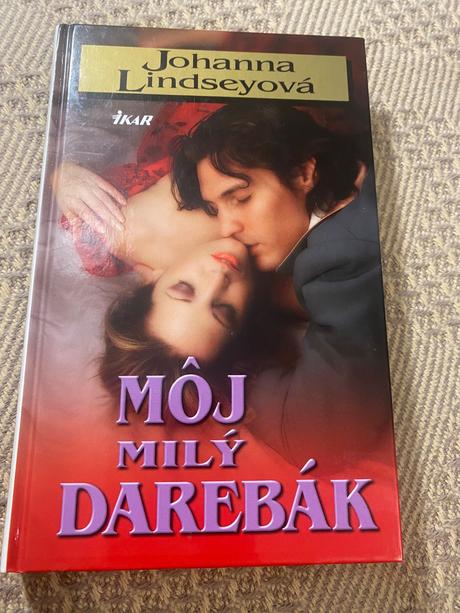 Johanna
Lindseyová
iKAR
MÔJ
MILÝ
DAREBÁK